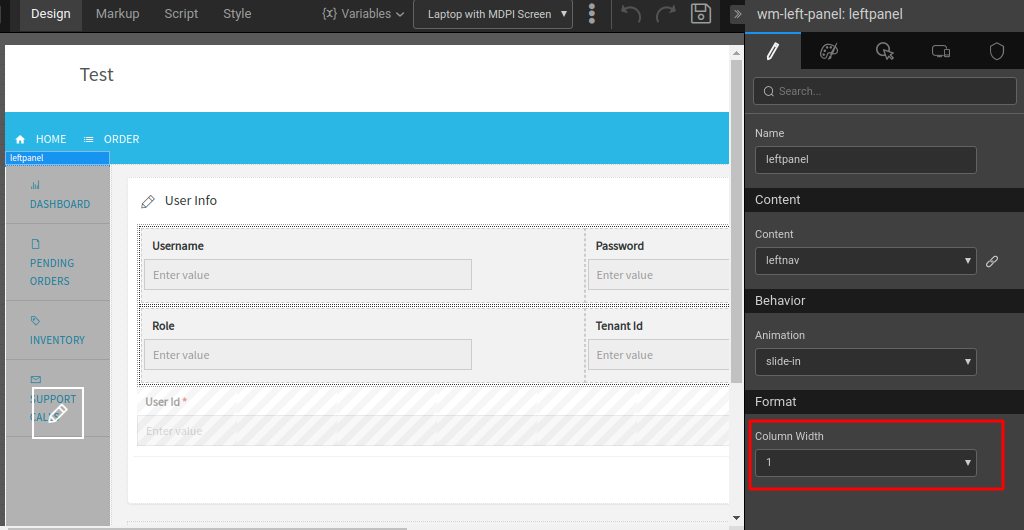 Design Markup Script Style {x} Variables Laptop with MDPI Screen
wm-left-panel: leftpanel
Test
Search...
HOME ORDER
leftpanel
DASHBOARD
PENDING
ORDERS
INVENTORY
SUPPORT
User Info
Username Password
Enter value Enter value
Role Tenant Id
Enter value Enter value
User Id *
Enter value
Name
leftpanel
Content
Content
leftnav
Behavior
Animation
slide-in
Format
Column Width
1